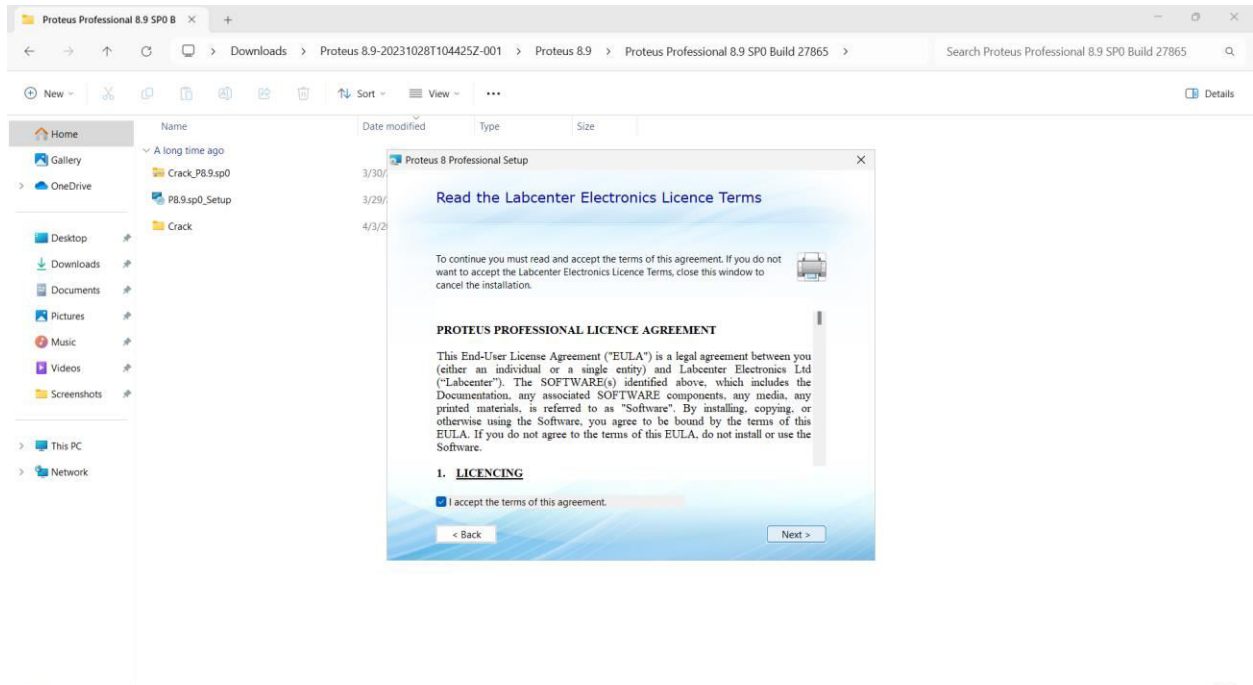 Proteus Professional 8.9 SP0 B
Downloads > Proteus 8.9-20231028T104425Z-001 > Proteus 8.9 > Proteus Professional 8.9 SP0 Build 27865 >
Search Proteus Professional 8.9 SP0 Build 27865
New
Sort
View
Details
Home
Gallery
OneDrive
Desktop
Downloads
Documents
Pictures
Music
Videos
Screenshots
This PC
Network
Name Date modified Type Size
A long time ago
Crack_P8.9.sp0 3/30/
P8.9.sp0_Setup 3/29/
Crack 4/3/2
Proteus 8 Professional Setup
Read the Labcenter Electronics Licence Terms
To continue you must read and accept the terms of this agreement. If you do not
want to accept the Labcenter Electronics Licence Terms, close this window to
cancel the installation.
PROTEUS PROFESSIONAL LICENCE AGREEMENT
This End-User License Agreement ("EULA") is a legal agreement between you
(either an individual or a single entity) and Labcenter Electronics Ltd
(“Labcenter”). The SOFTWARE(s) identified above, which includes the
Documentation, any associated SOFTWARE components, any media, any
printed materials, is referred to as "Software". By installing, copying, or
otherwise using the Software, you agree to be bound by the terms of this
EULA. If you do not agree to the terms of this EULA, do not install or use the
Software.
1. LICENCING
I accept the terms of this agreement.
< Back
Next >